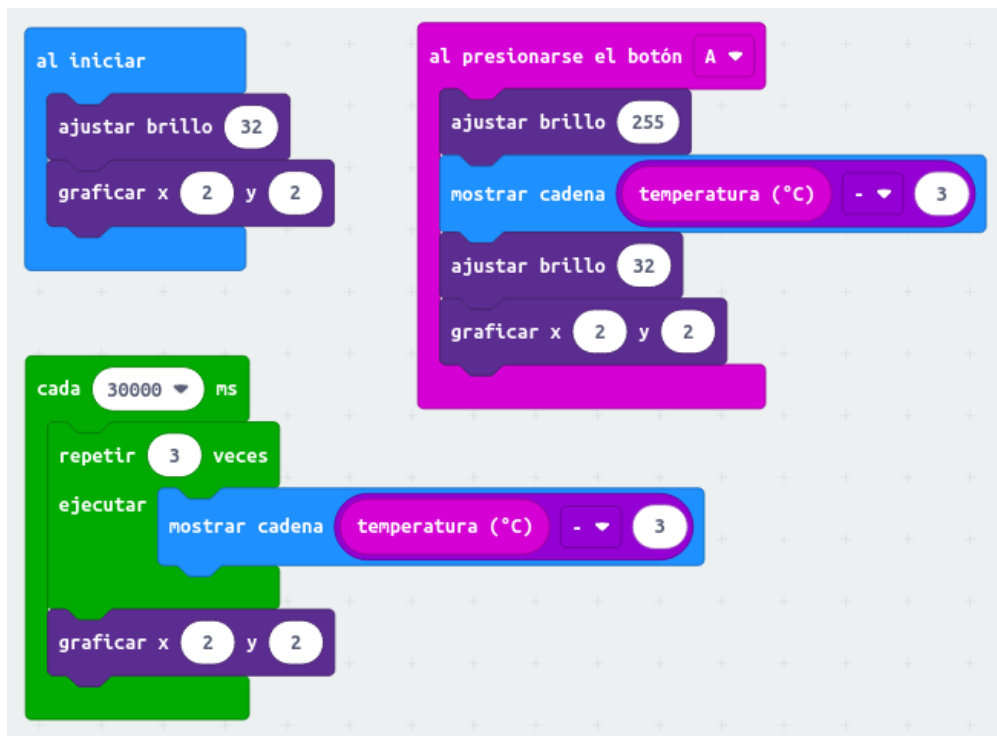 al iniciar
ajustar brillo 32
graficar x 2 y 2
al presionarse el botón A
ajustar brillo 255
mostrar cadena temperatura (°C) - 3
ajustar brillo 32
graficar x 2 y 2
cada 30000 ms
repetir 3 veces
ejecutar
mostrar cadena temperatura (°C) - 3
graficar x 2 y 2